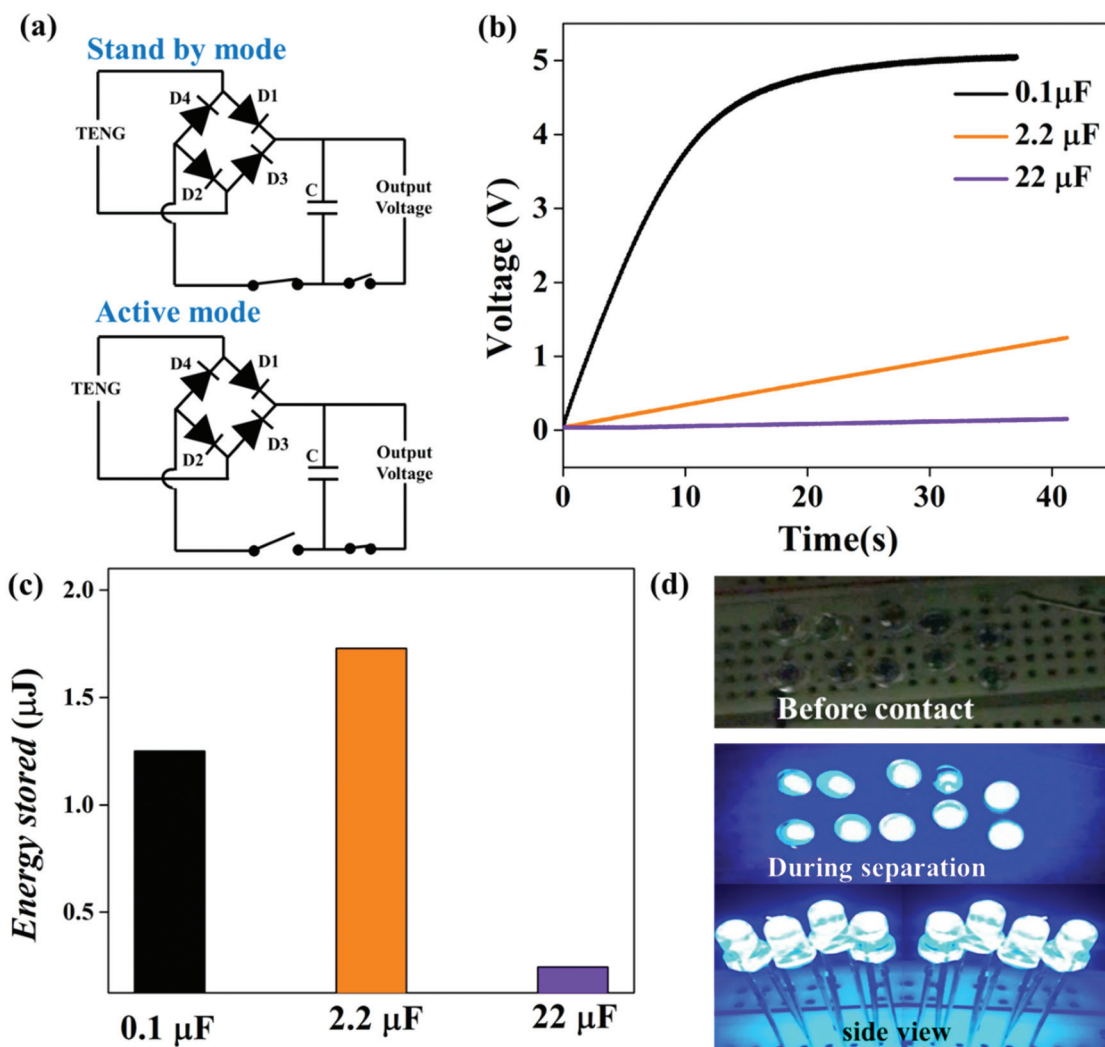 (a)
Stand by mode
D4
D1
TENG
D2
D3
C
Output
Voltage
Active mode
D4
D1
TENG
D2
D3
C
Output
Voltage
(b)
Voltage (V)
5
4
3
2
1
0
0.1μF
2.2 μF
22 μF
0 10 20 30 40
Time(s)
(c)
Energy stored (μJ)
2.0
1.5
1.0
0.5
0.1 μF 2.2 μF 22 μF
(d)
Before contact
During separation
side view